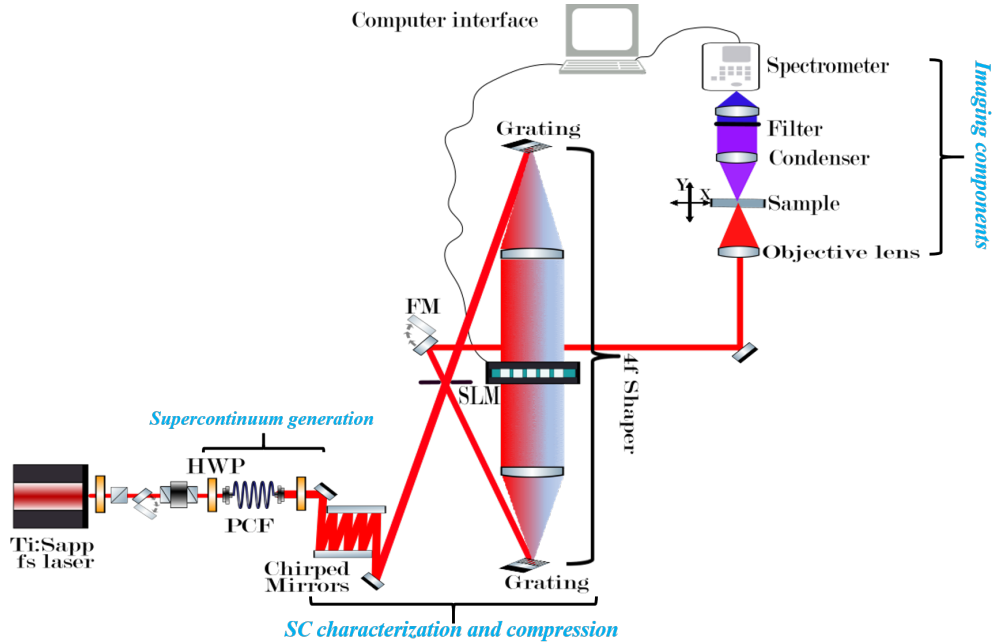 Computer interface
Spectrometer
Filter
Condenser
Y
X
Sample
Objective lens
Imaging components
Grating
FM
SLM
4f Shaper
Supercontinuum generation
HWP
PCF
Ti:Sapp
fs laser
Chirped
Mirrors
Grating
SC characterization and compression